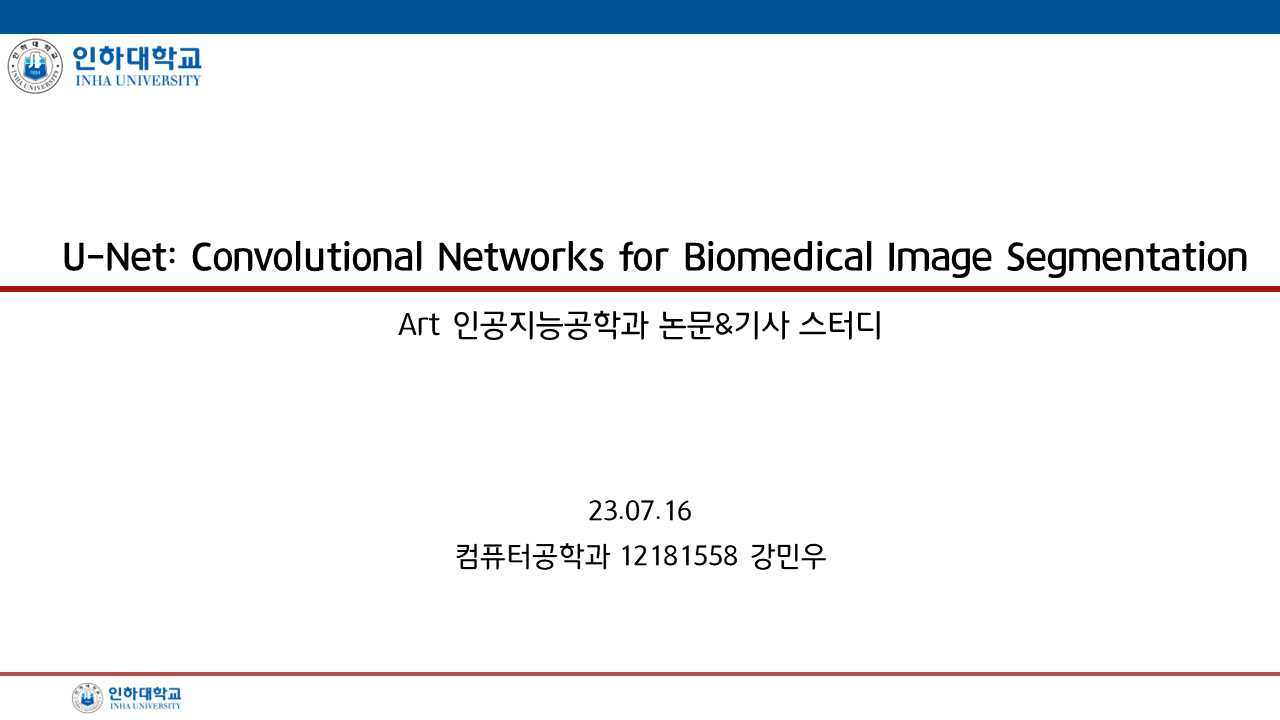 인하대학교
INHA UNIVERSITY
U-Net: Convolutional Networks for Biomedical Image Segmentation
Art 인공지능공학과 논문&기사 스터디
23.07.16
컴퓨터공학과 12181558 강민우
인하대학교
INHA UNIVERSITY